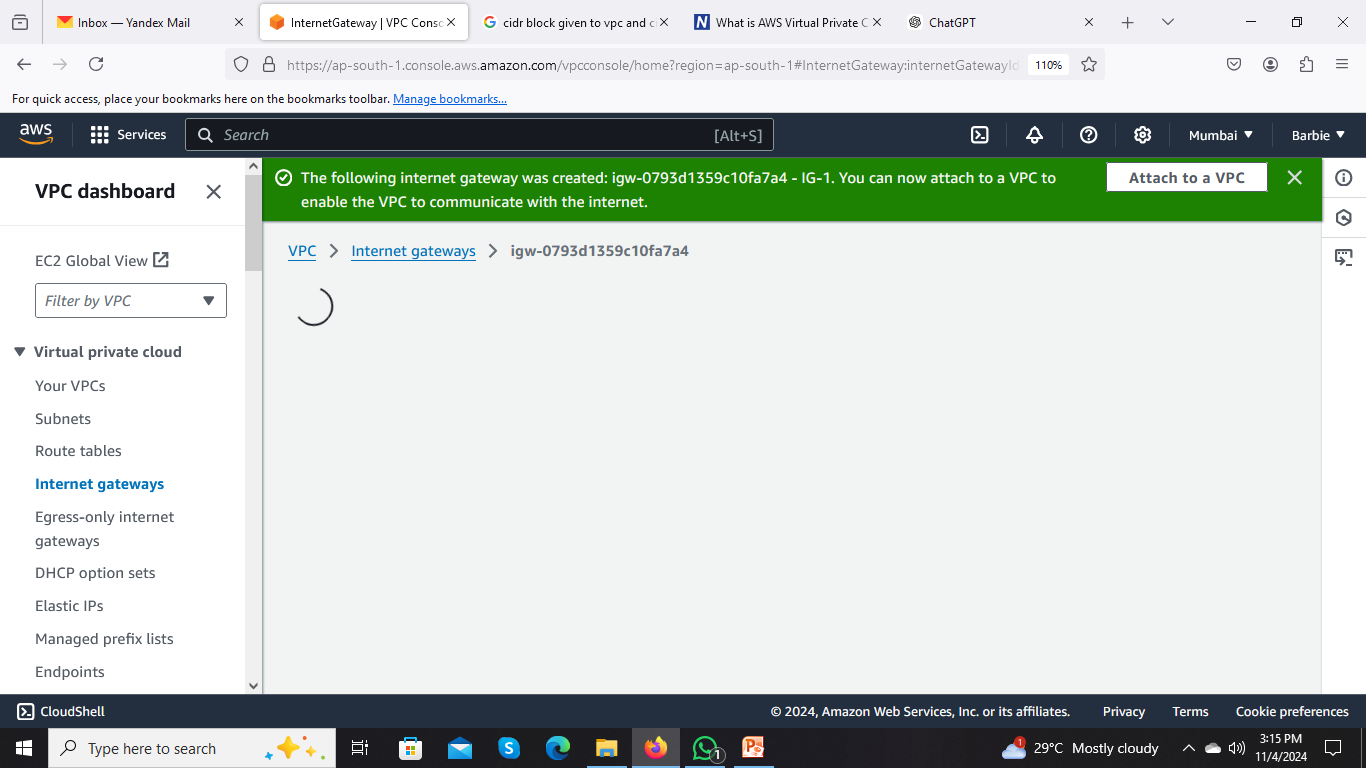 Inbox — Yandex Mail
InternetGateway | VPC Consc
cidr block given to vpc and c
What is AWS Virtual Private C
ChatGPT
https://ap-south-1.console.aws.amazon.com/vpcconsole/home?region=ap-south-1#InternetGateway:internetGatewayId
110%
For quick access, place your bookmarks here on the bookmarks toolbar. Manage bookmarks...
aws
Services
Search
[Alt+S]
Mumbai
Barbie
VPC dashboard
EC2 Global View
Filter by VPC
Virtual private cloud
Your VPCs
Subnets
Route tables
Internet gateways
Egress-only internet
gateways
DHCP option sets
Elastic IPs
Managed prefix lists
Endpoints
The following internet gateway was created: igw-0793d1359c10fa7a4 - IG-1. You can now attach to a VPC to
enable the VPC to communicate with the internet.
Attach to a VPC
VPC
Internet gateways
igw-0793d1359c10fa7a4
CloudShell
© 2024, Amazon Web Services, Inc. or its affiliates.
Privacy
Terms
Cookie preferences
Type here to search
1
1
29°C Mostly cloudy
3:15 PM
11/4/2024